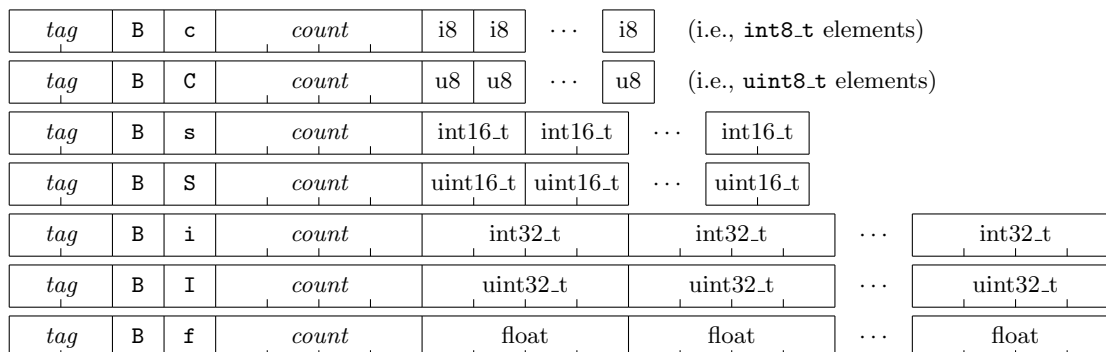 tag B c count i8 i8 ··· i8 (i.e., int8_t elements)
tag B C count u8 u8 ··· u8 (i.e., uint8_t elements)
tag B s count int16_t int16_t ··· int16_t
tag B S count uint16_t uint16_t ··· uint16_t
tag B i count int32_t int32_t ··· int32_t
tag B I count uint32_t uint32_t ··· uint32_t
tag B f count float float ··· float